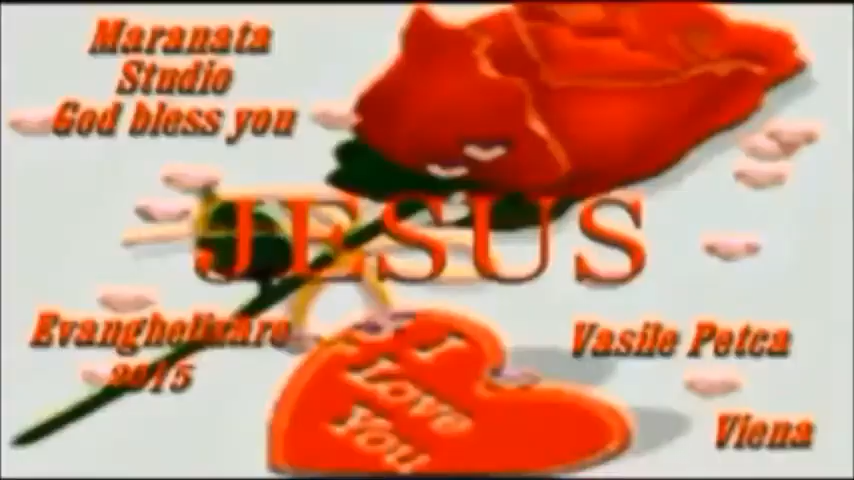 Maranata
Studio
God bless you
JESUS
Evanghelizare
2015
I
Love
You
Vasile Petca
Viena